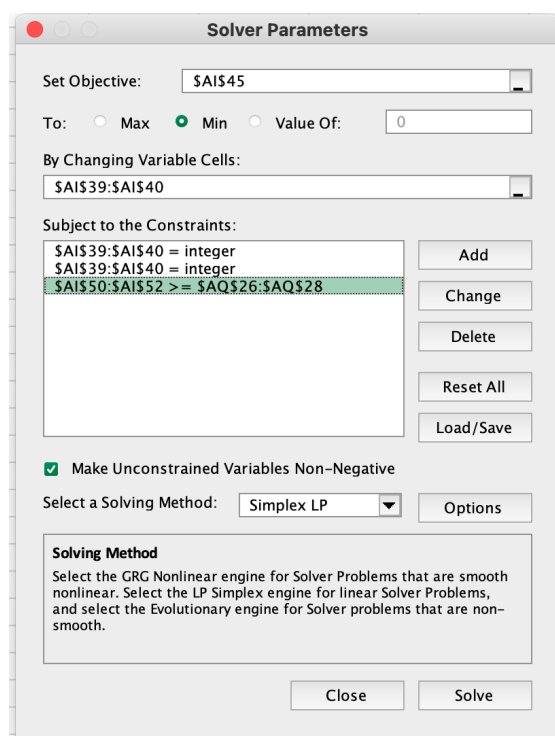 Solver Parameters
Set Objective: $AI$45
To: Max Min Value Of: 0
By Changing Variable Cells:
$AI$39:$AI$40
Subject to the Constraints:
$AI$39:$AI$40 = integer
$AI$39:$AI$40 = integer
$AI$50:$AI$52 >= $AQ$26:$AQ$28
Add
Change
Delete
Reset All
Load/Save
Make Unconstrained Variables Non-Negative
Select a Solving Method: Simplex LP Options
Solving Method
Select the GRG Nonlinear engine for Solver Problems that are smooth
nonlinear. Select the LP Simplex engine for linear Solver Problems,
and select the Evolutionary engine for Solver problems that are non-
smooth.
Close Solve